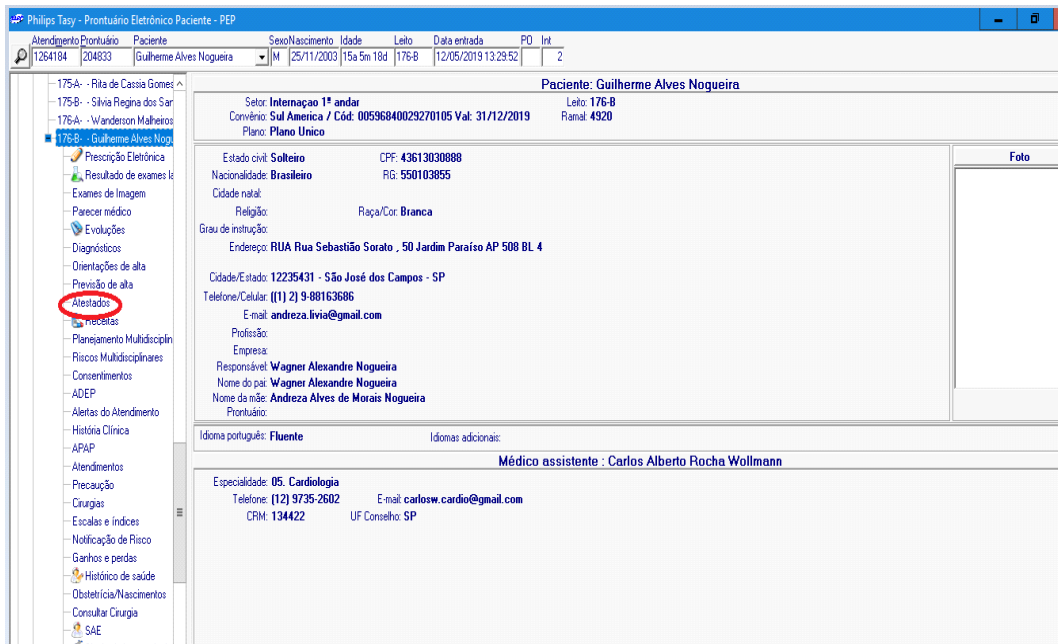 Philips Tasy - Prontuário Eletrônico Paciente - PEP
Atendimento Prontuário Paciente Sexo Nascimento Idade Leito Data entrada PO Int
1264184 204833 Guilherme Alves Nogueira M 25/11/2003 15a 5m 18d 176-B 12/05/2019 13:29:52 2
175-A- - Rita de Cassia Gomes
175-B- - Silvia Regina dos Sar
176-A- - Wanderson Malheiros
176-B- - Guilherme Alves Nogu
Prescrição Eletrônica
Resultado de exames la
Exames de Imagem
Parecer médico
Evoluções
Diagnósticos
Orientações de alta
Previsão de alta
Atestados
Receitas
Planejamento Multidisciplin
Riscos Multidisciplinares
Consentimentos
ADEP
Alertas do Atendimento
História Clínica
APAP
Atendimentos
Precaução
Cirurgias
Escalas e índices
Notificação de Risco
Ganhos e perdas
Histórico de saúde
Obstetrícia/Nascimentos
Consultar Cirurgia
SAE
Paciente: Guilherme Alves Nogueira
Setor: Internaçao 1ª andar Leito: 176-B
Convênio: Sul America / Cód: 00596840029270105 Val: 31/12/2019 Ramal: 4920
Plano: Plano Unico
Estado civil: Solteiro CPF: 43613030888
Nacionalidade: Brasileiro RG: 550103855
Cidade natal:
Religião: Raça/Cor: Branca
Grau de instrução:
Endereço: RUA Rua Sebastião Sorato , 50 Jardim Paraíso AP 508 BL 4
Cidade/Estado: 12235431 - São José dos Campos - SP
Telefone/Celular: ((1) 2) 9-88163686
E-mail: andreza.livia@gmail.com
Profissão:
Empresa:
Responsável: Wagner Alexandre Nogueira
Nome do pai: Wagner Alexandre Nogueira
Nome da mãe: Andreza Alves de Morais Nogueira
Prontuário:
Foto
Idioma português: Fluente Idiomas adicionais:
Médico assistente : Carlos Alberto Rocha Wollmann
Especialidade: 05. Cardiologia
Telefone: (12) 9735-2602 E-mail: carlosw.cardio@gmail.com
CRM: 134422 UF Conselho: SP